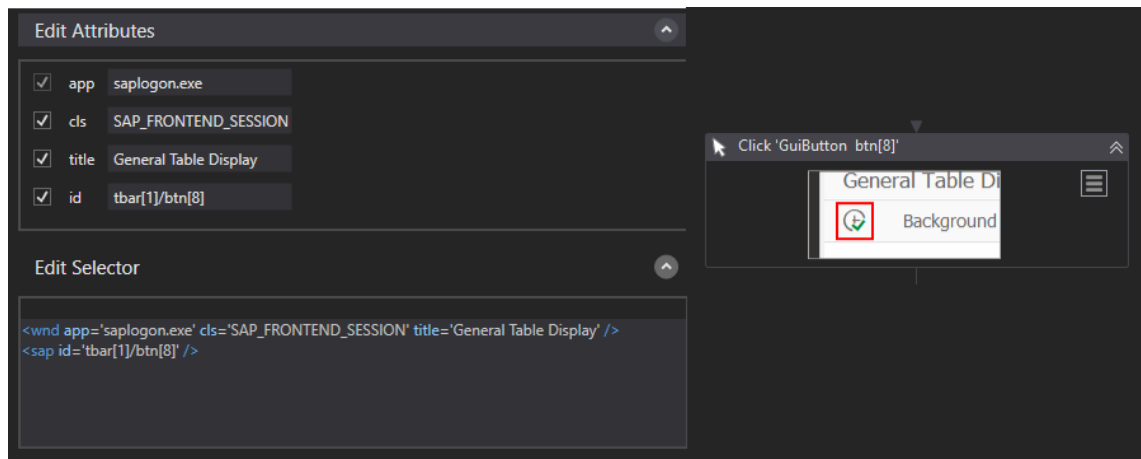 Edit Attributes
app saplogon.exe
cls SAP_FRONTEND_SESSION
title General Table Display
id tbar[1]/btn[8]
Edit Selector
<wnd app='saplogon.exe' cls='SAP_FRONTEND_SESSION' title='General Table Display' />
<sap id='tbar[1]/btn[8]' />
Click 'GuiButton btn[8]'
General Table Di
Background